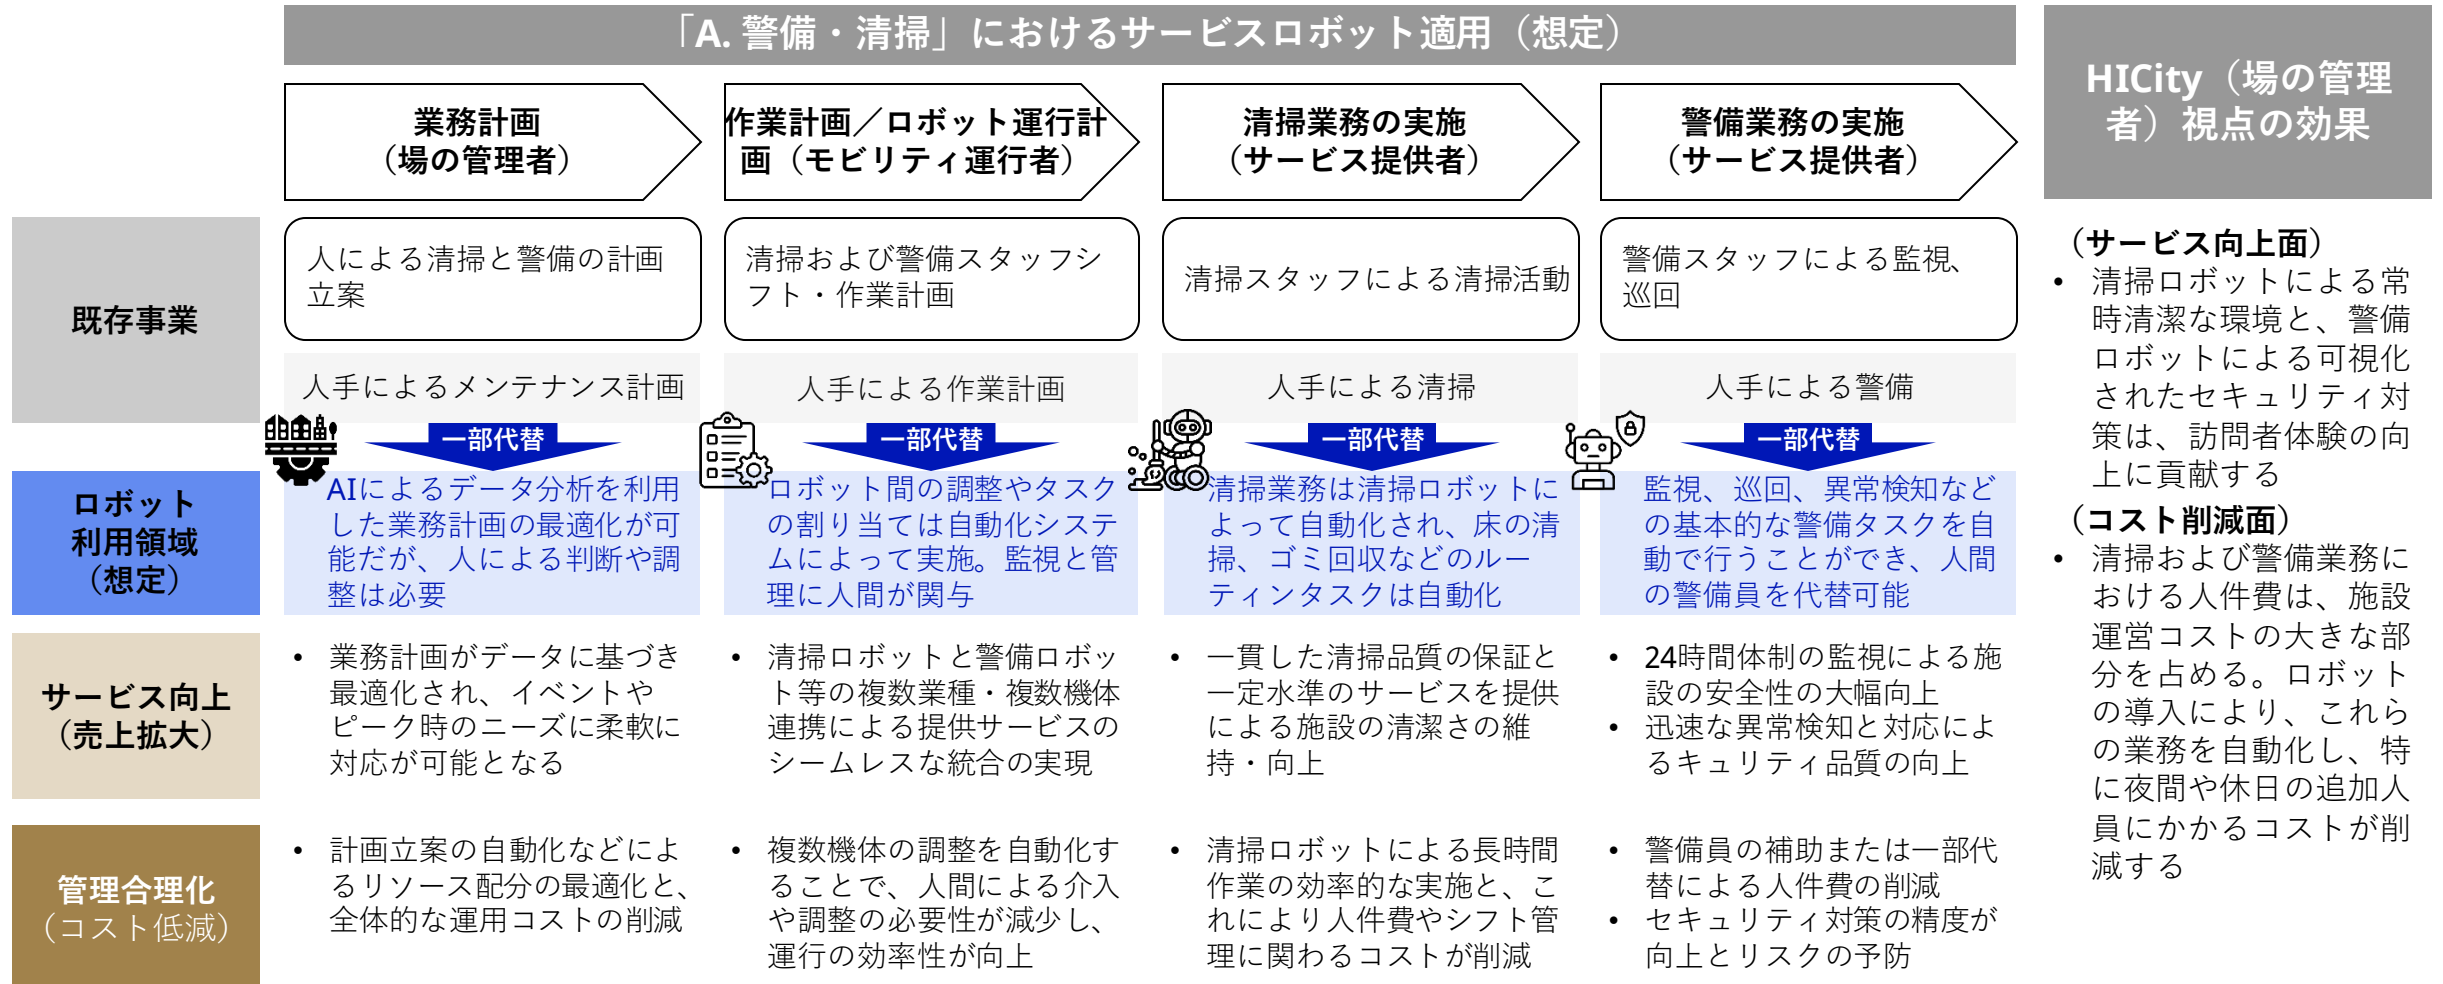 「A. 警備・清掃」におけるサービスロボット適用（想定）
HICity（場の管理
者）視点の効果
業務計画
（場の管理者）
作業計画／ロボット運行計
画（モビリティ運行者）
清掃業務の実施
（サービス提供者）
警備業務の実施
（サービス提供者）
既存事業
人による清掃と警備の計画
立案
清掃および警備スタッフシ
フト・作業計画
清掃スタッフによる清掃活動
警備スタッフによる監視、
巡回
人手によるメンテナンス計画
人手による作業計画
人手による清掃
人手による警備
一部代替
一部代替
一部代替
一部代替
ロボット
利用領域
（想定）
AIによるデータ分析を利用
した業務計画の最適化が可
能だが、人による判断や調
整は必要
ロボット間の調整やタスク
の割り当ては自動化システ
ムによって実施。監視と管
理に人間が関与
清掃業務は清掃ロボットに
よって自動化され、床の清
掃、ゴミ回収などのルー
ティンタスクは自動化
監視、巡回、異常検知など
の基本的な警備タスクを自
動で行うことができ、人間
の警備員を代替可能
サービス向上
（売上拡大）
• 業務計画がデータに基づき
最適化され、イベントや
ピーク時のニーズに柔軟に
対応が可能となる
• 清掃ロボットと警備ロボッ
ト等の複数業種・複数機体
連携による提供サービスの
シームレスな統合の実現
• 一貫した清掃品質の保証と
一定水準のサービスを提供
による施設の清潔さの維
持・向上
• 24時間体制の監視による施
設の安全性の大幅向上
• 迅速な異常検知と対応によ
るキュリティ品質の向上
管理合理化
（コスト低減）
• 計画立案の自動化などによ
るリソース配分の最適化と、
全体的な運用コストの削減
• 複数機体の調整を自動化す
ることで、人間による介入
や調整の必要性が減少し、
運行の効率性が向上
• 清掃ロボットによる長時間
作業の効率的な実施と、こ
れにより人件費やシフト管
理に関わるコストが削減
• 警備員の補助または一部代
替による人件費の削減
• セキュリティ対策の精度が
向上とリスクの予防
（サービス向上面）
• 清掃ロボットによる常
時清潔な環境と、警備
ロボットによる可視化
されたセキュリティ対
策は、訪問者体験の向
上に貢献する
（コスト削減面）
• 清掃および警備業務に
おける人件費は、施設
運営コストの大きな部
分を占める。ロボット
の導入により、これら
の業務を自動化し、特
に夜間や休日の追加人
員にかかるコストが削
減する